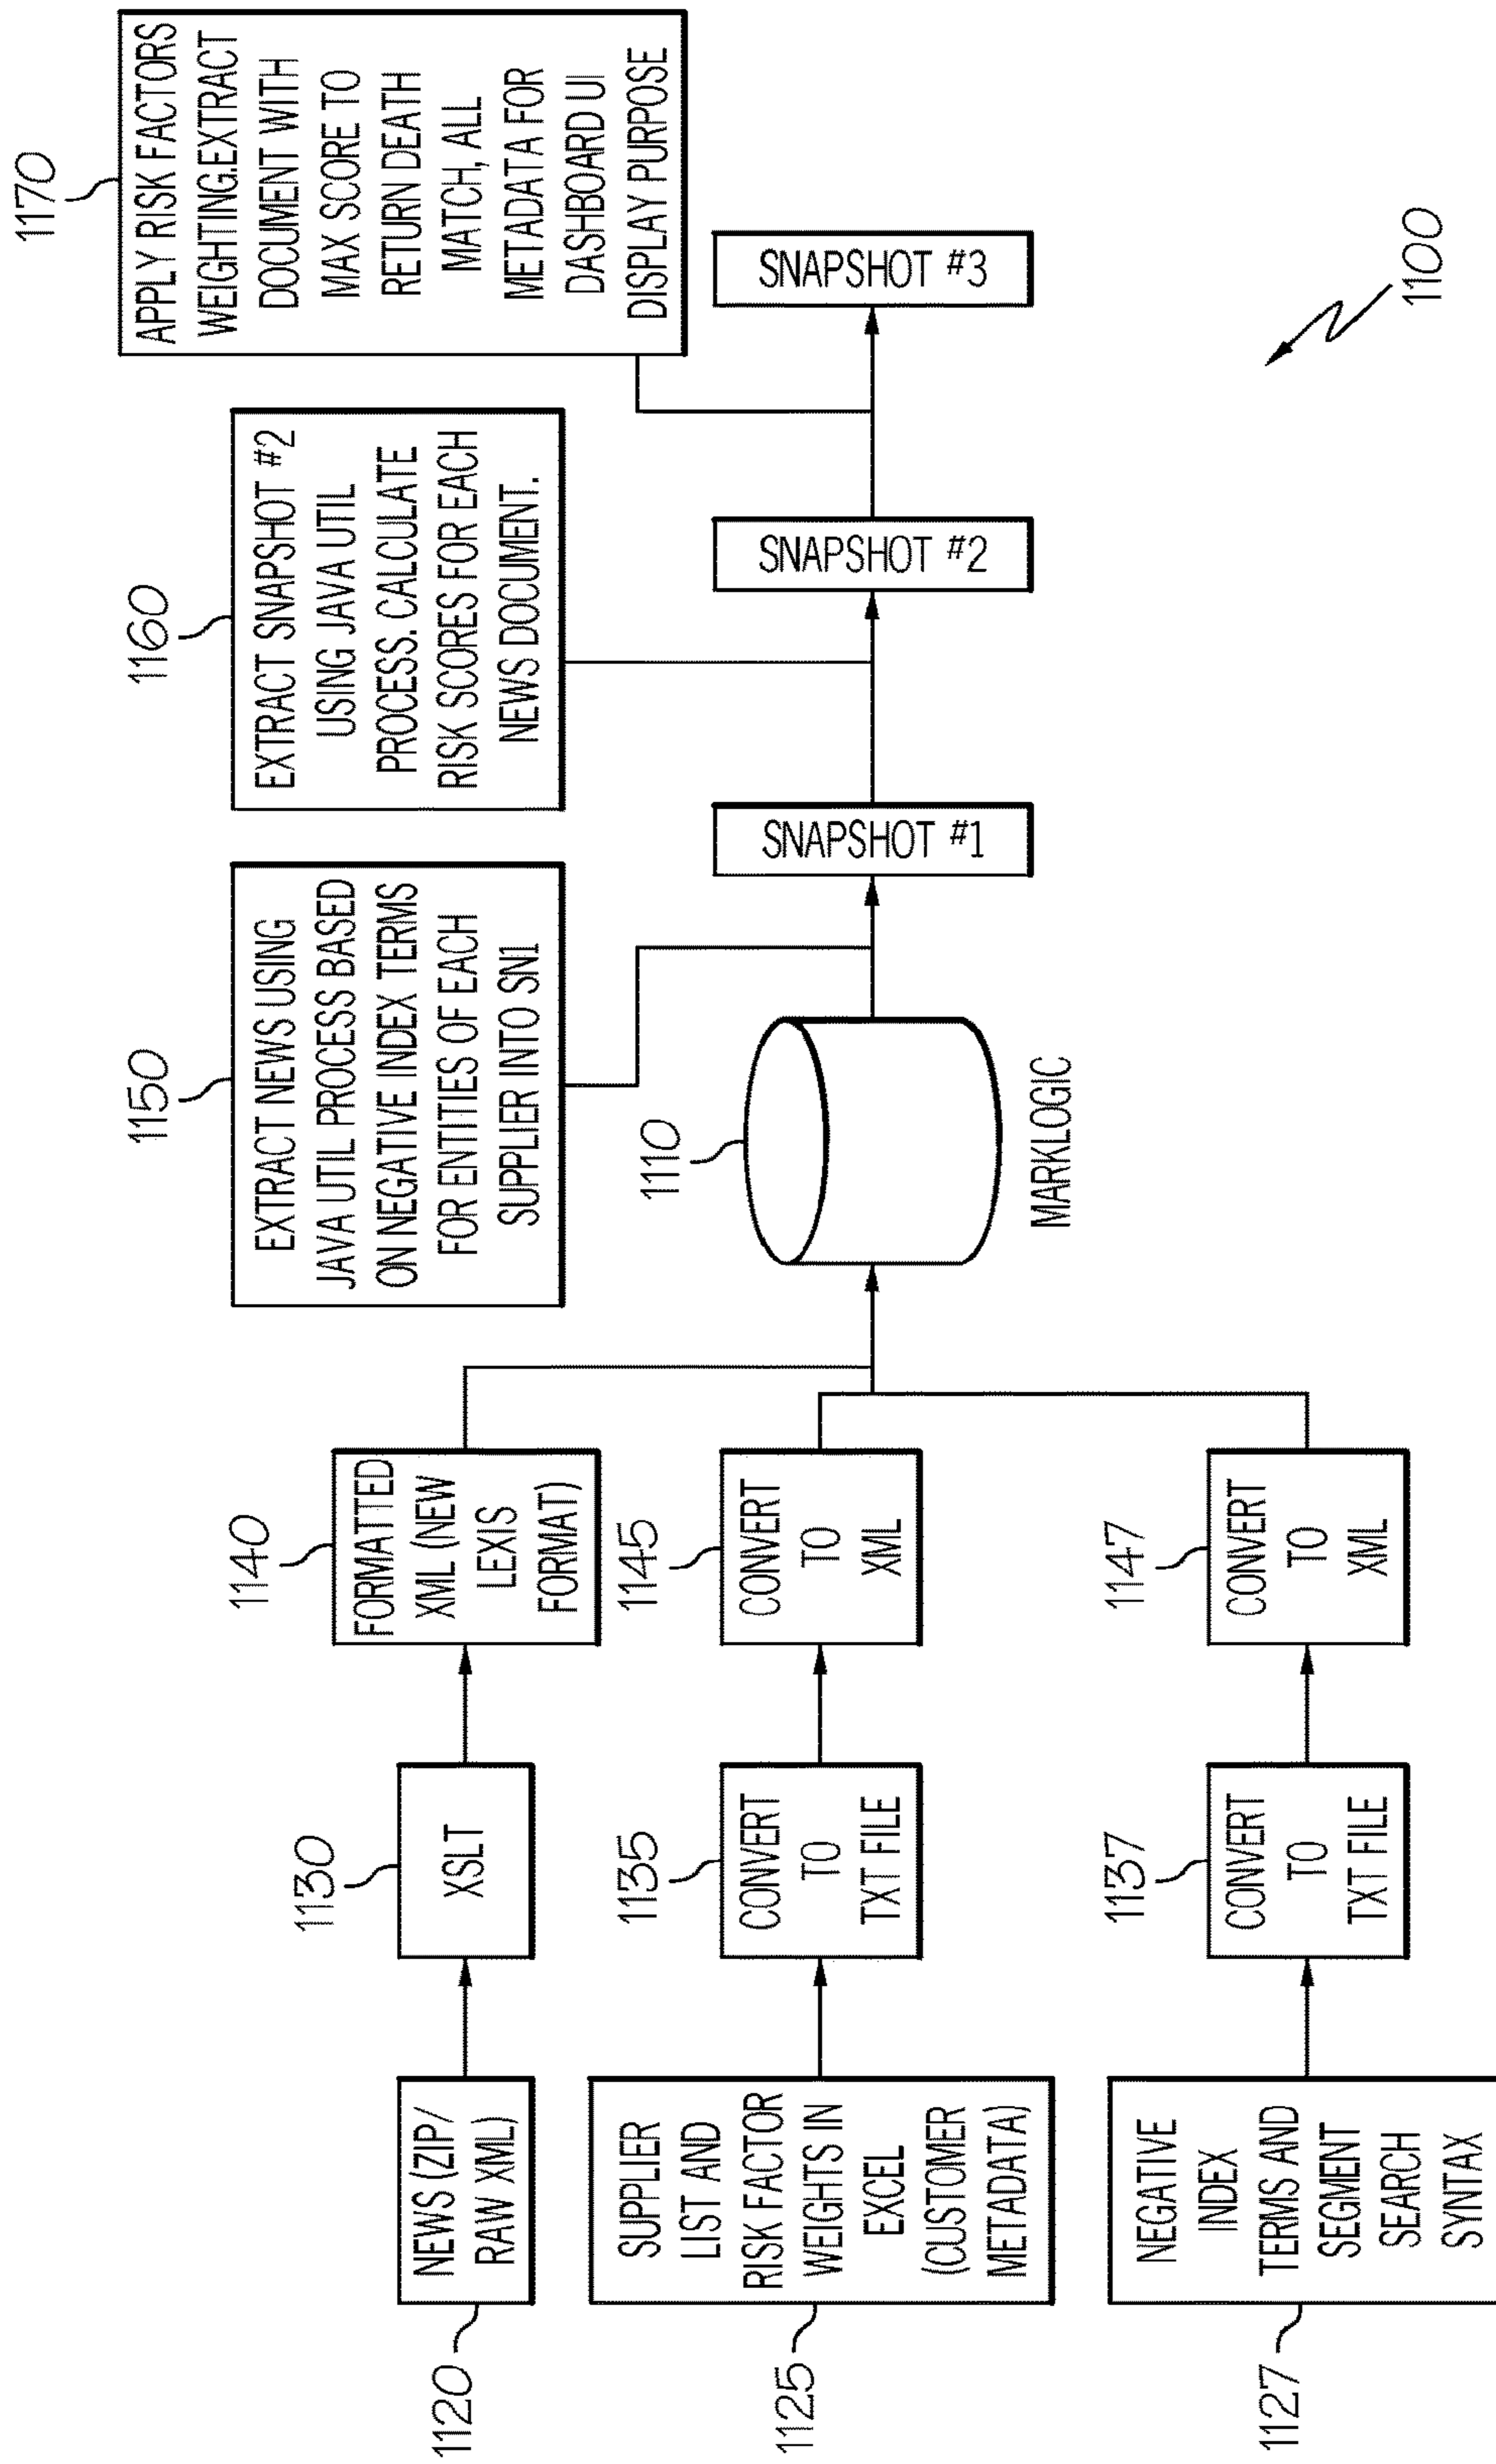 1170
APPLY RISK FACTORS
WEIGHTING.EXTRACT
DOCUMENT WITH
MAX SCORE TO
RETURN DEATH
MATCH, ALL
METADATA FOR
DASHBOARD UI
DISPLAY PURPOSE
1160
EXTRACT SNAPSHOT #2
USING JAVA UTIL
PROCESS. CALCULATE
RISK SCORES FOR EACH
NEWS DOCUMENT.
1150
EXTRACT NEWS USING
JAVA UTIL PROCESS BASED
ON NEGATIVE INDEX TERMS
FOR ENTITIES OF EACH
SUPPLIER INTO SN1
SNAPSHOT #3
SNAPSHOT #2
SNAPSHOT #1
1110
MARKLOGIC
1100
1120
NEWS (ZIP/
RAW XML)
1130
XSLT
1140
FORMATTED
XML (NEW
LEXIS
FORMAT)
1125
SUPPLIER
LIST AND
RISK FACTOR
WEIGHTS IN
EXCEL
(CUSTOMER
METADATA)
1135
CONVERT
TO
TXT FILE
1145
CONVERT
TO
XML
1127
NEGATIVE
INDEX
TERMS AND
SEGMENT
SEARCH
SYNTAX
1137
CONVERT
TO
TXT FILE
1147
CONVERT
TO
XML